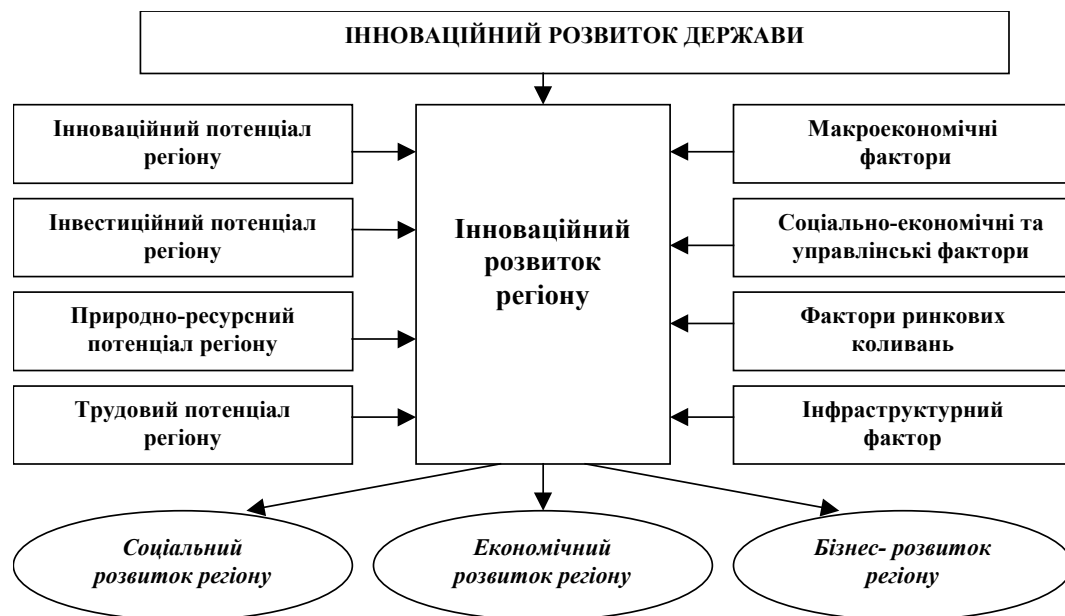 ІННОВАЦІЙНИЙ РОЗВИТОК ДЕРЖАВИ
Інноваційний потенціал
регіону
Інвестиційний потенціал
регіону
Природно-ресурсний
потенціал регіону
Трудовий потенціал
регіону
Інноваційний
розвиток
регіону
Макроекономічні
фактори
Соціально-економічні та
управлінські фактори
Фактори ринкових
коливань
Інфраструктурний
фактор
Соціальний
розвиток регіону
Економічний
розвиток регіону
Бізнес- розвиток
регіону